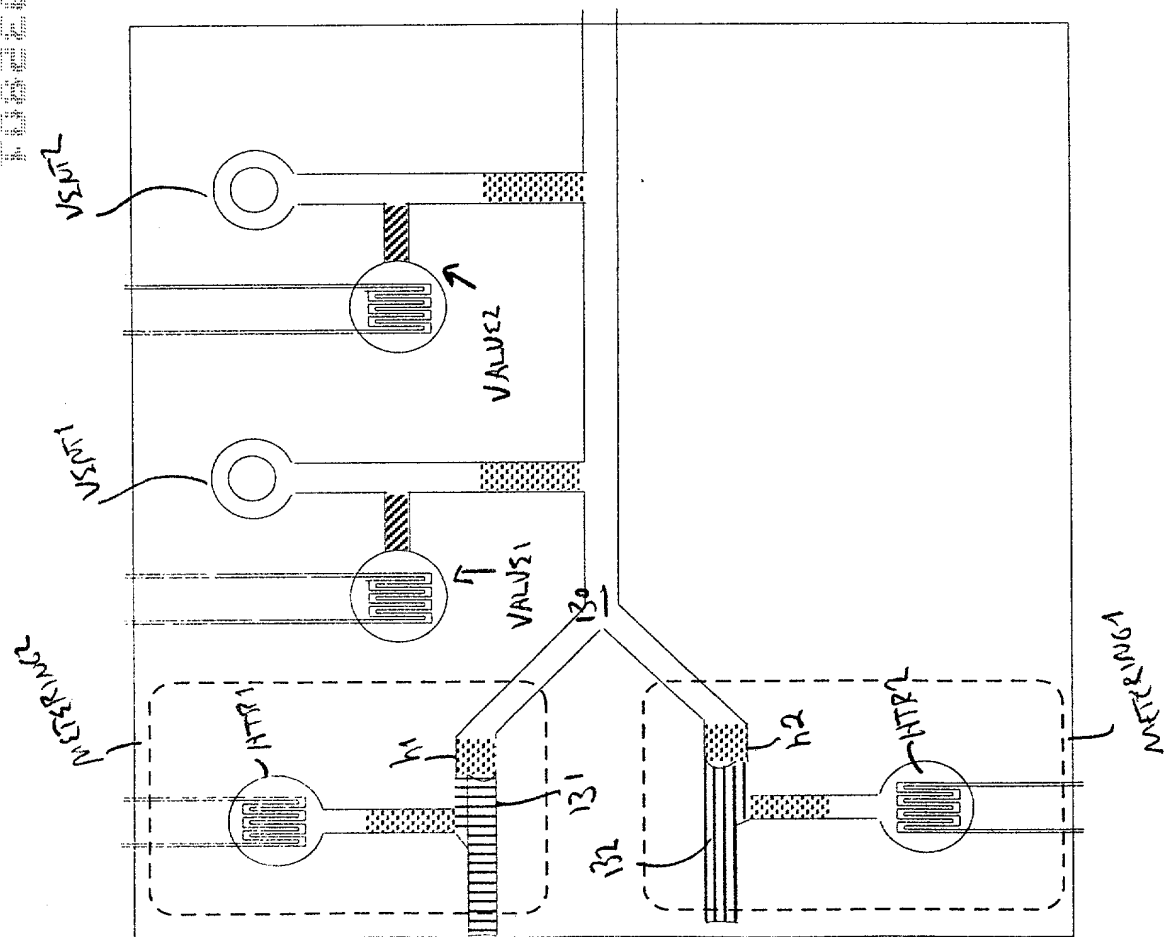 VENT2
VALVE2
VENT1
VALVE1
130
METERING2
HTR1
h1
131
h2
132
HTR2
METERING1